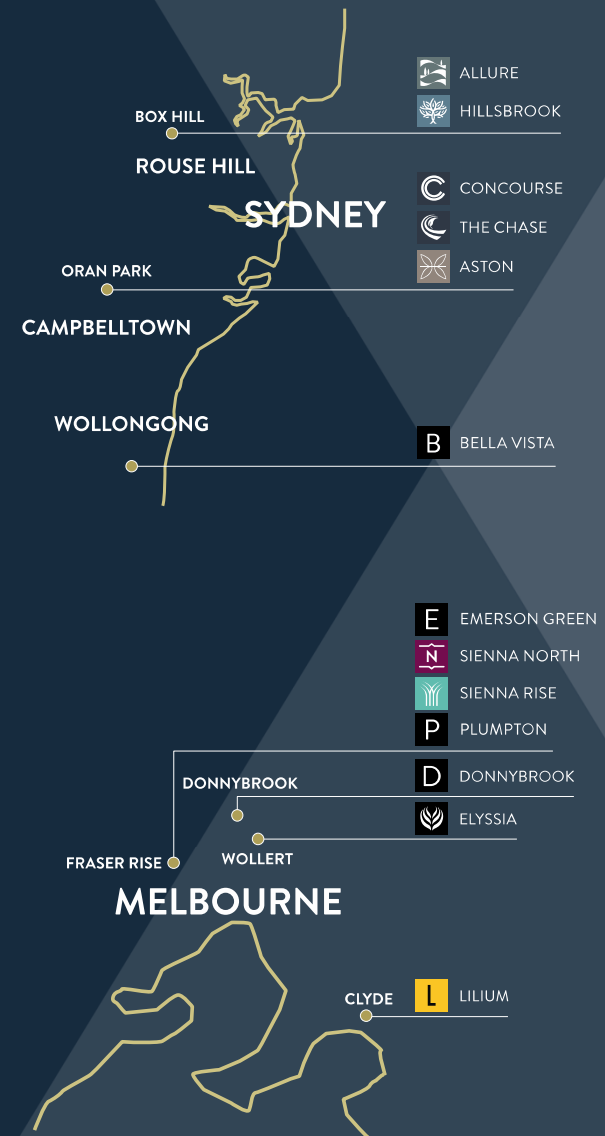 ALLURE
BOX HILL
HILLSBROOK
ROUSE HILL
C CONCOURSE
SYDNEY
THE CHASE
ORAN PARK
ASTON
CAMPBELLTOWN
WOLLONGONG
B BELLA VISTA
E EMERSON GREEN
N SIENNA NORTH
SIENNA RISE
P PLUMPTON
DONNYBROOK
D DONNYBROOK
ELYSSIA
WOLLERT
FRASER RISE
MELBOURNE
CLYDE
L LILIUM